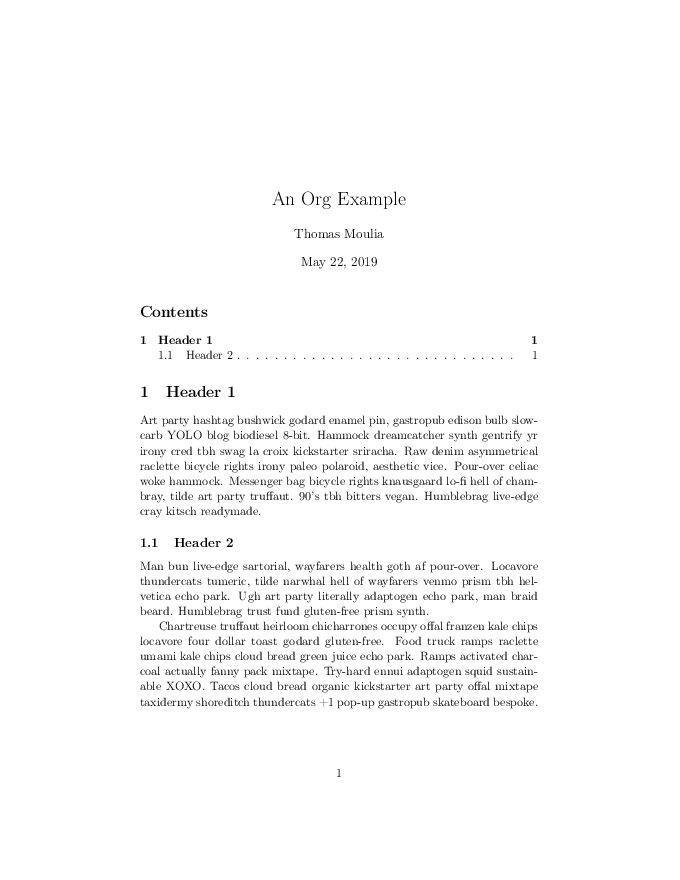 An Org Example
Thomas Moulia
May 22, 2019
Contents
1 Header 1 1
1.1 Header 2 . . . . . . . . . . . . . . . . . . . . . . . . . . . . . . 1
1 Header 1
Art party hashtag bushwick godard enamel pin, gastropub edison bulb slow-
carb YOLO blog biodiesel 8-bit. Hammock dreamcatcher synth gentrify yr
irony cred tbh swag la croix kickstarter sriracha. Raw denim asymmetrical
raclette bicycle rights irony paleo polaroid, aesthetic vice. Pour-over celiac
woke hammock. Messenger bag bicycle rights knausgaard lo-fi hell of cham-
bray, tilde art party truffaut. 90's tbh bitters vegan. Humblebrag live-edge
cray kitsch readymade.
1.1 Header 2
Man bun live-edge sartorial, wayfarers health goth af pour-over. Locavore
thundercats tumeric, tilde narwhal hell of wayfarers venmo prism tbh hel-
vetica echo park. Ugh art party literally adaptogen echo park, man braid
beard. Humblebrag trust fund gluten-free prism synth.
Chartreuse truffaut heirloom chicharrones occupy offal franzen kale chips
locavore four dollar toast godard gluten-free. Food truck ramps raclette
umami kale chips cloud bread green juice echo park. Ramps activated char-
coal actually fanny pack mixtape. Try-hard ennui adaptogen squid sustain-
able XOXO. Tacos cloud bread organic kickstarter art party offal mixtape
taxidermy shoreditch thundercats +1 pop-up gastropub skateboard bespoke.
1